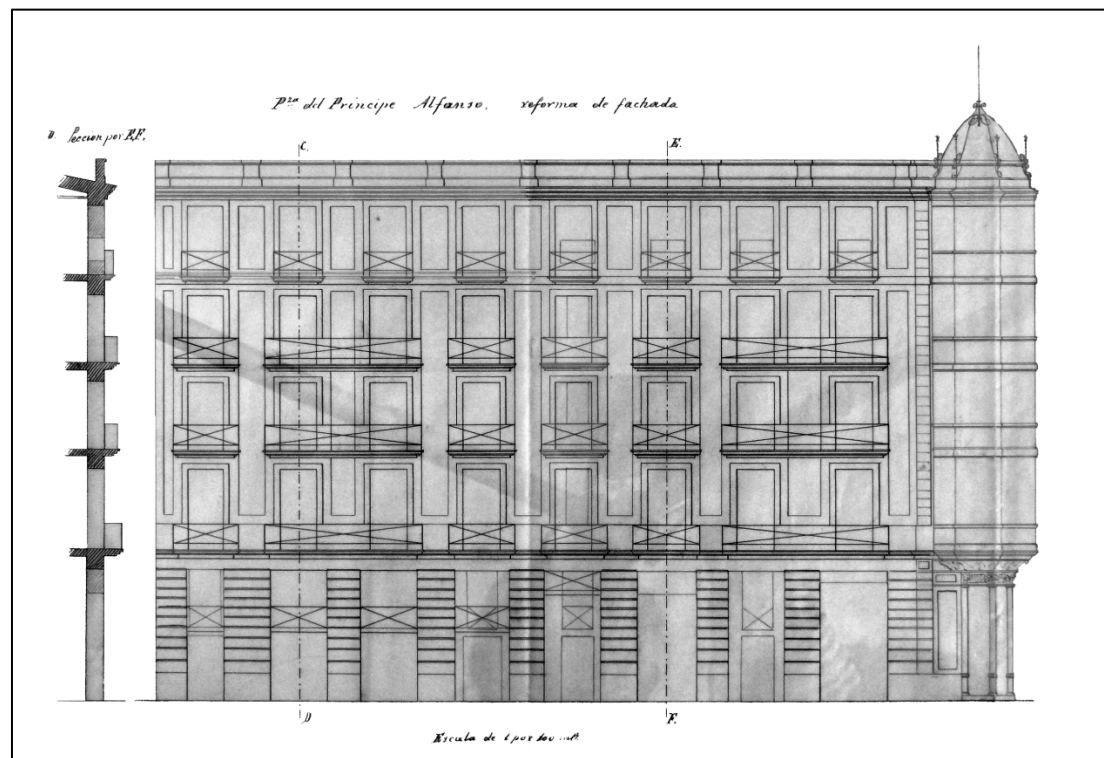 Pza del Principe Alfonso, reforma de fachada
D. Seccion por E.F.
C. E.
D F.
Escala de 1 por 100 mts.